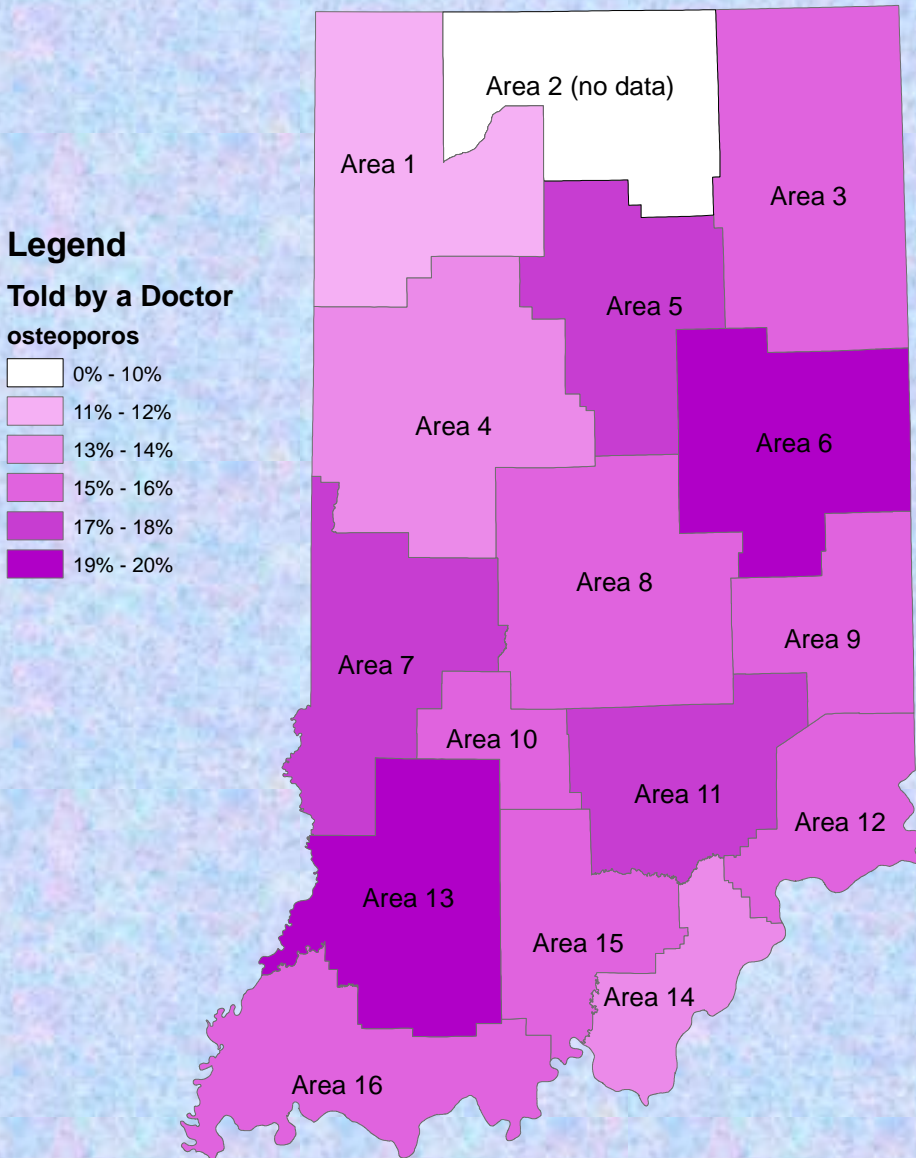 Legend
Told by a Doctor
osteoporos
0% - 10%
11% - 12%
13% - 14%
15% - 16%
17% - 18%
19% - 20%
Area 2 (no data)
Area 1
Area 3
Area 5
Area 4
Area 6
Area 8
Area 9
Area 7
Area 10
Area 11
Area 12
Area 13
Area 15
Area 14
Area 16